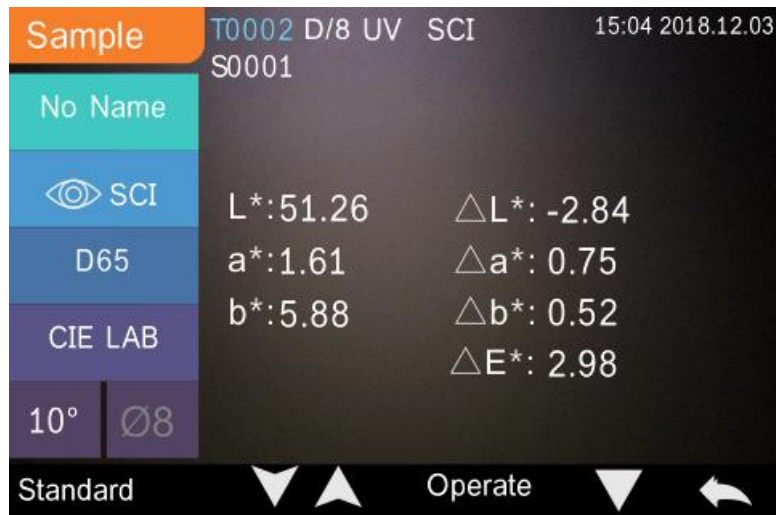 Sample
T0002 D/8 UV SCI 15:04 2018.12.03
S0001
No Name
SCI
D65
CIE LAB
10° Ø8
L*:51.26 △L*: -2.84
a*:1.61 △a*: 0.75
b*:5.88 △b*: 0.52
△E*: 2.98
Standard Operate